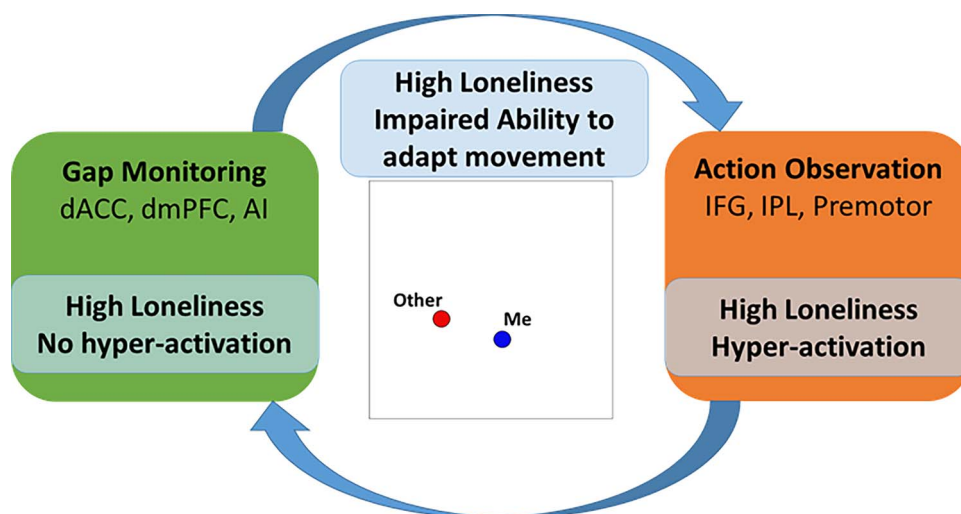 High Loneliness
Impaired Ability to
adapt movement
Gap Monitoring
dACC, dmPFC, AI
High Loneliness
No hyper-activation
Other
Me
Action Observation
IFG, IPL, Premotor
High Loneliness
Hyper-activation